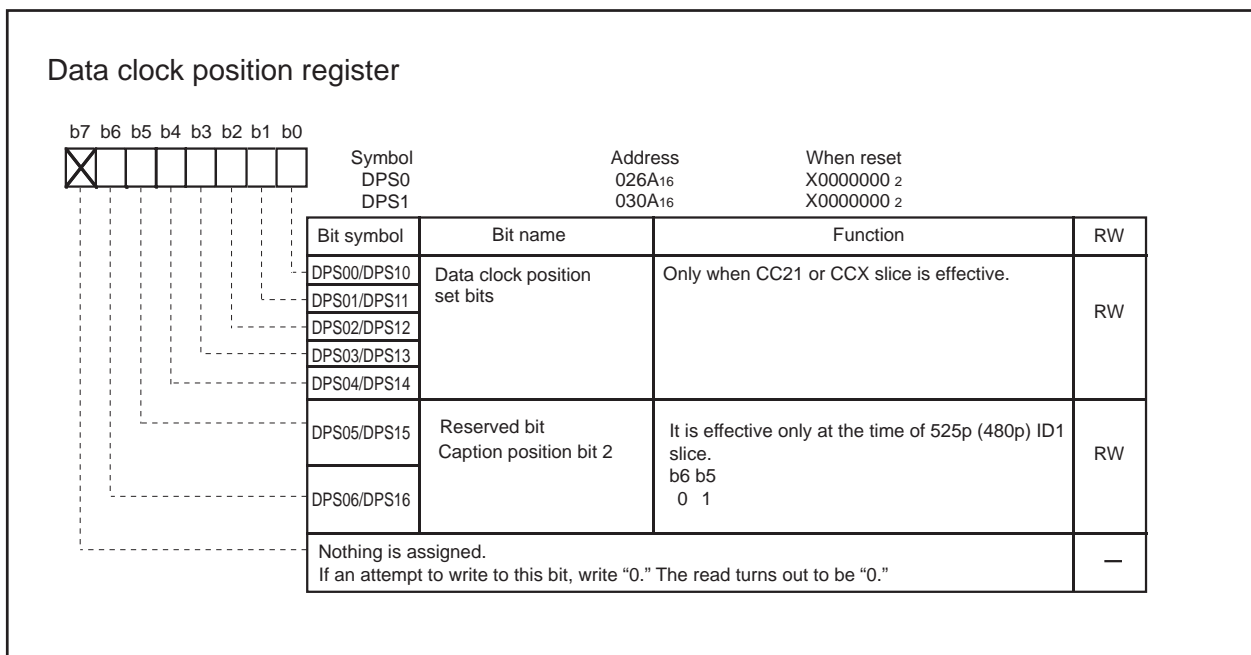 Data clock position register
b7 b6 b5 b4 b3 b2 b1 b0
Symbol Address When reset
DPS0 026A16 X0000000 2
DPS1 030A16 X0000000 2
Bit symbol Bit name Function RW
DPS00/DPS10 Data clock position Only when CC21 or CCX slice is effective.
DPS01/DPS11 set bits
RW
DPS02/DPS12
DPS03/DPS13
DPS04/DPS14
DPS05/DPS15 Reserved bit It is effective only at the time of 525p (480p) ID1
Caption position bit 2 slice. RW
b6 b5
DPS06/DPS16 0 1
Nothing is assigned.
If an attempt to write to this bit, write “0.” The read turns out to be “0.” —